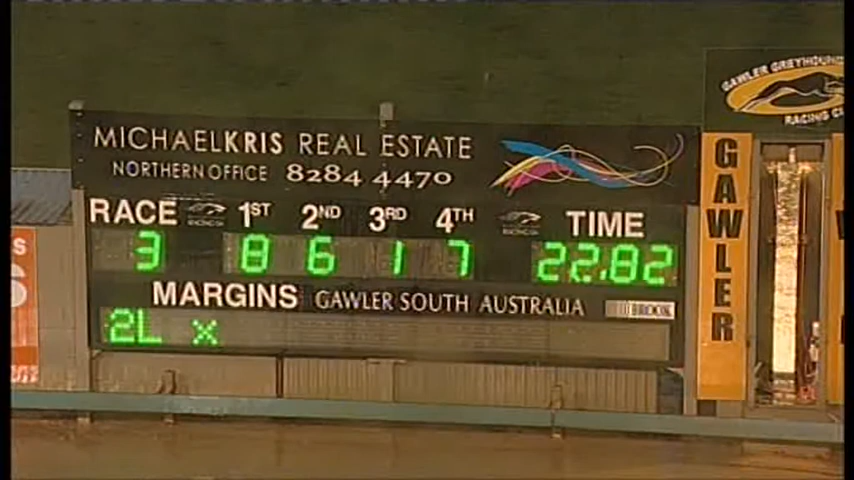 GAWLER GREYHOUND
RACING CLUB
MICHAELKRIS REAL ESTATE
NORTHERN OFFICE 8284 4470
RACE 1ST 2ND 3RD 4TH TIME
3 8 6 1 7 22.82
MARGINS GAWLER SOUTH AUSTRALIA BROOK
2L x
GAWLER
S